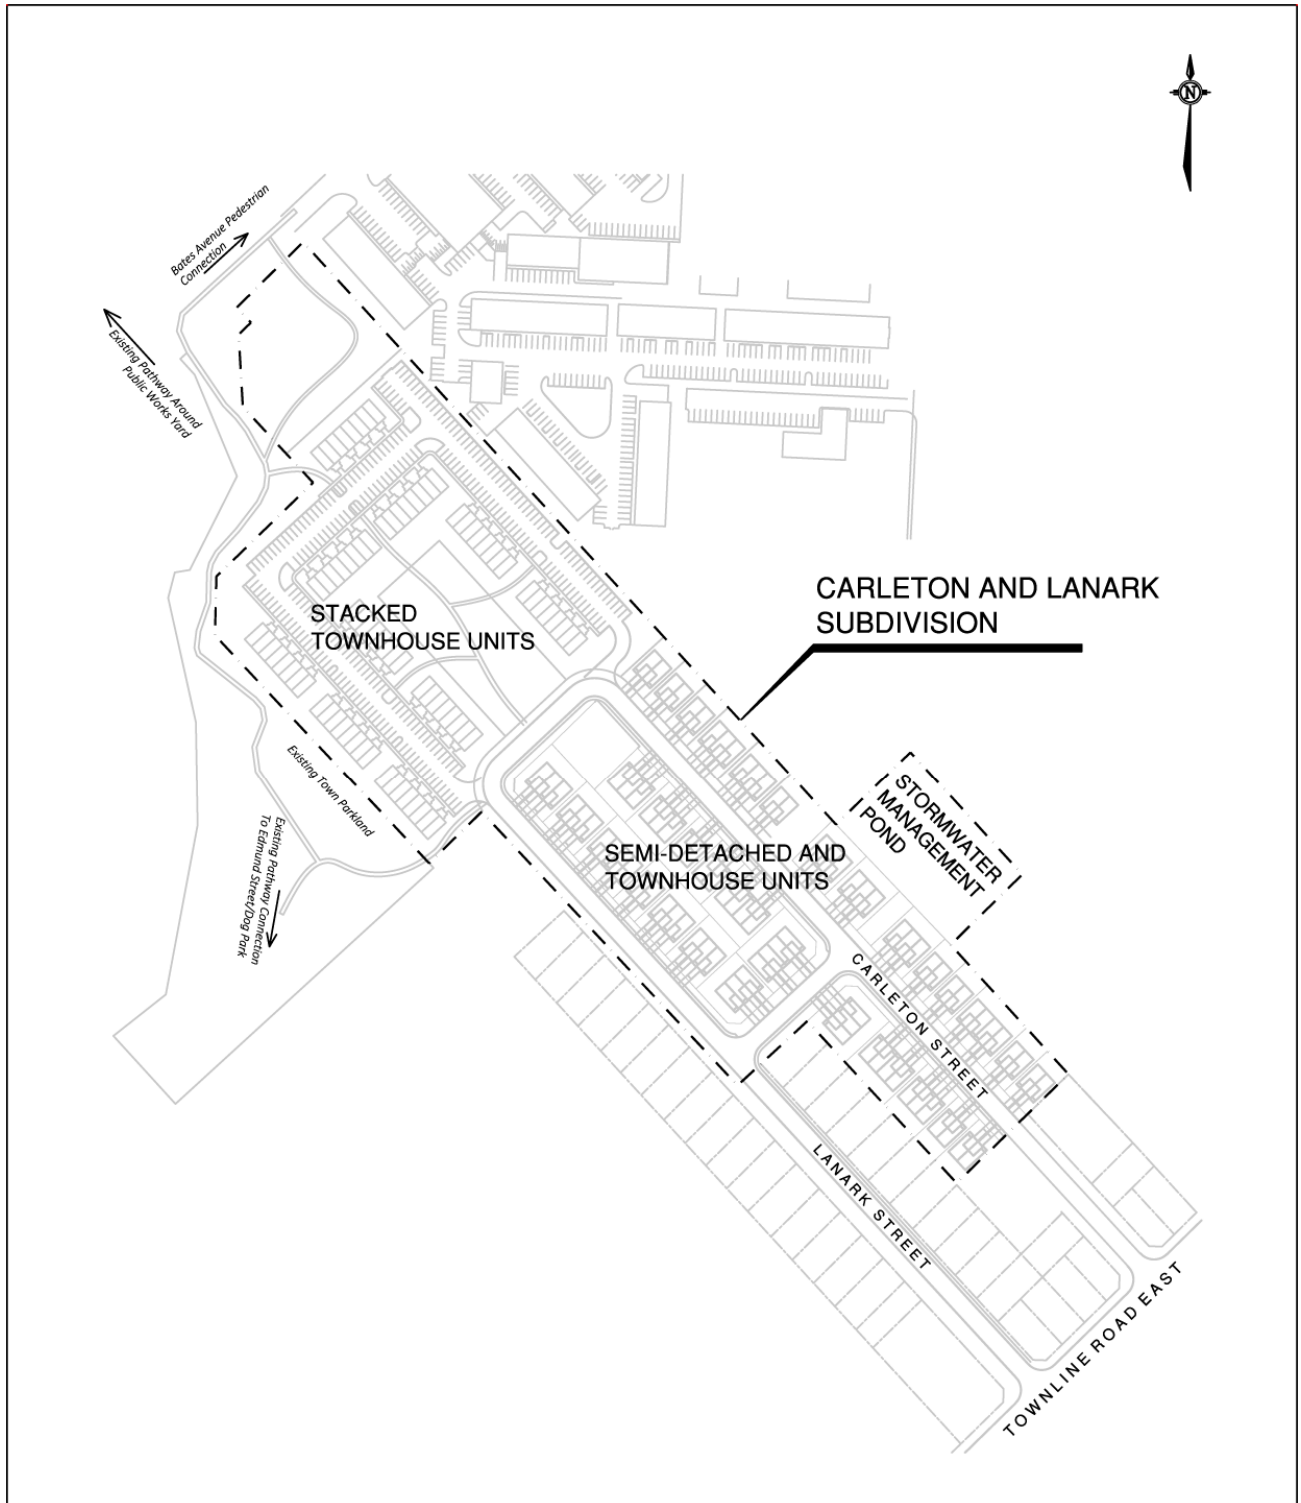 N
Bates Avenue Pedestrian
Connection
Existing Pathway Around
Public Works Yard
CARLETON AND LANARK
SUBDIVISION
STACKED
TOWNHOUSE UNITS
Existing Town Parkland
Existing Pathway Connection
To Edmund Street/Dog Park
STORMWATER
MANAGEMENT
POND
SEMI-DETACHED AND
TOWNHOUSE UNITS
CARLETON STREET
LANARK STREET
TOWNLINE ROAD EAST